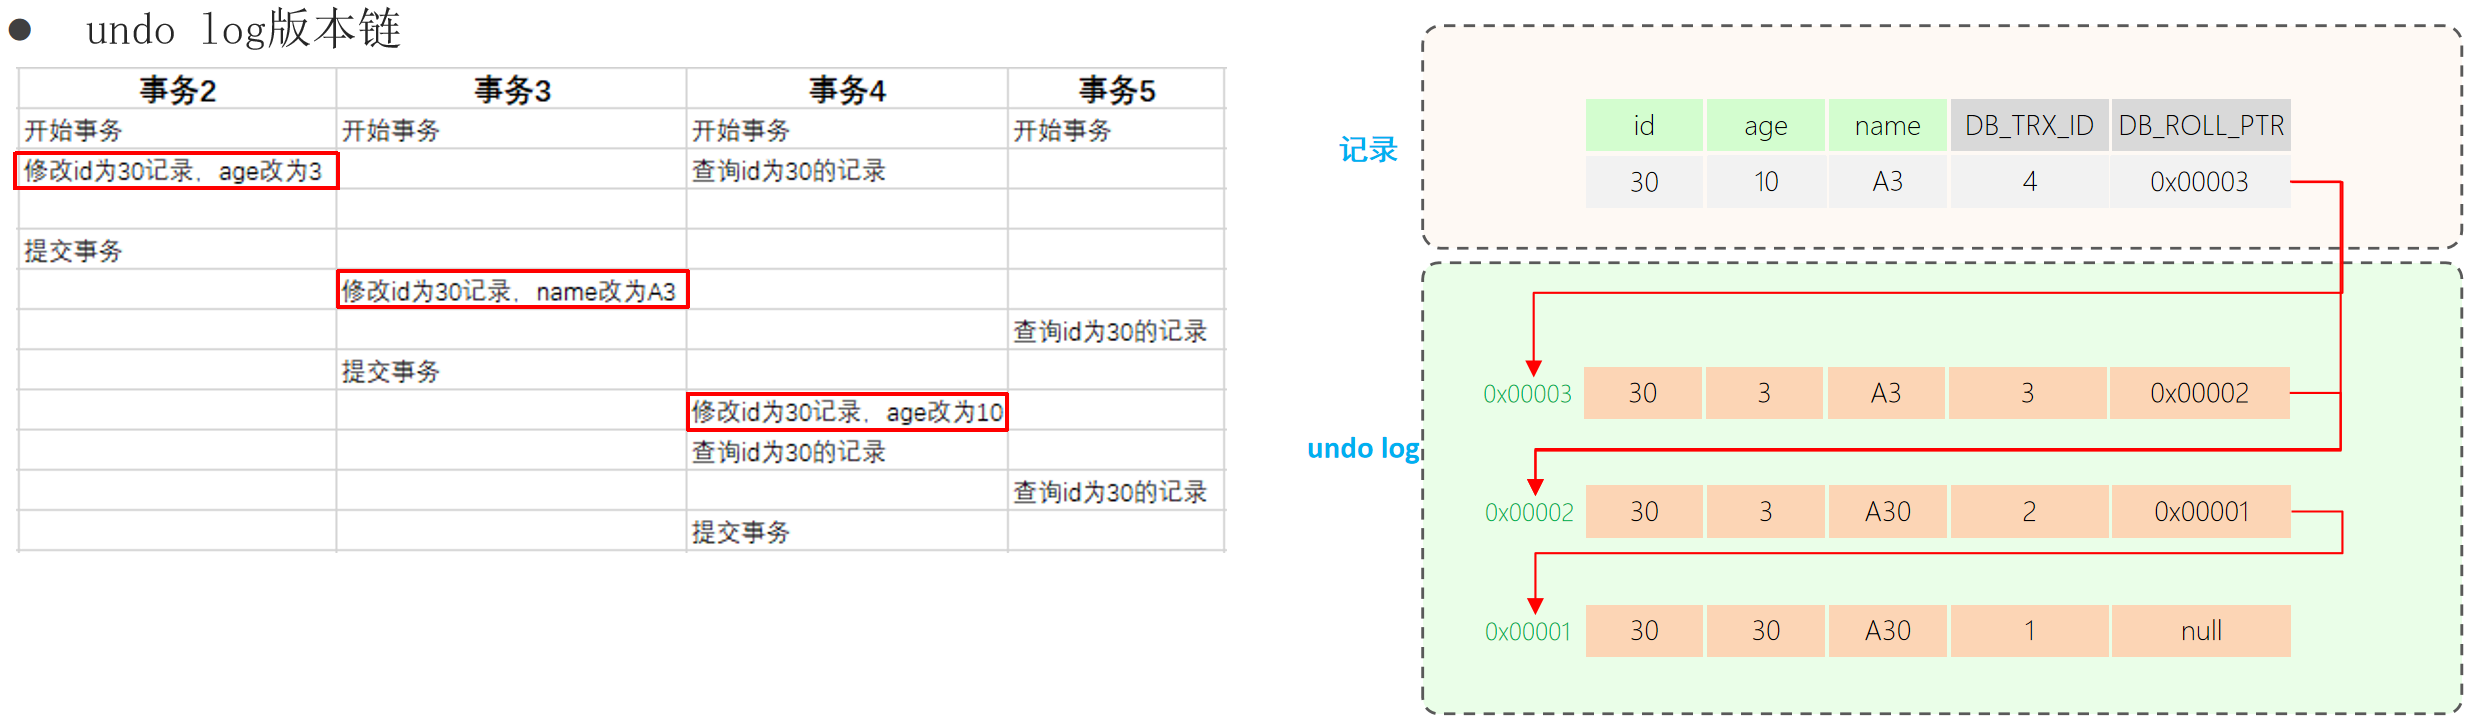 ● undo log版本链
事务2 事务3 事务4 事务5
开始事务 开始事务 开始事务 开始事务
修改id为30记录，age改为3 查询id为30的记录
提交事务
修改id为30记录，name改为A3
查询id为30的记录
提交事务
修改id为30记录，age改为10
查询id为30的记录
查询id为30的记录
提交事务
记录
id age name DB_TRX_ID DB_ROLL_PTR
30 10 A3 4 0x00003
undo log
0x00003 30 3 A3 3 0x00002
0x00002 30 3 A30 2 0x00001
0x00001 30 30 A30 1 null